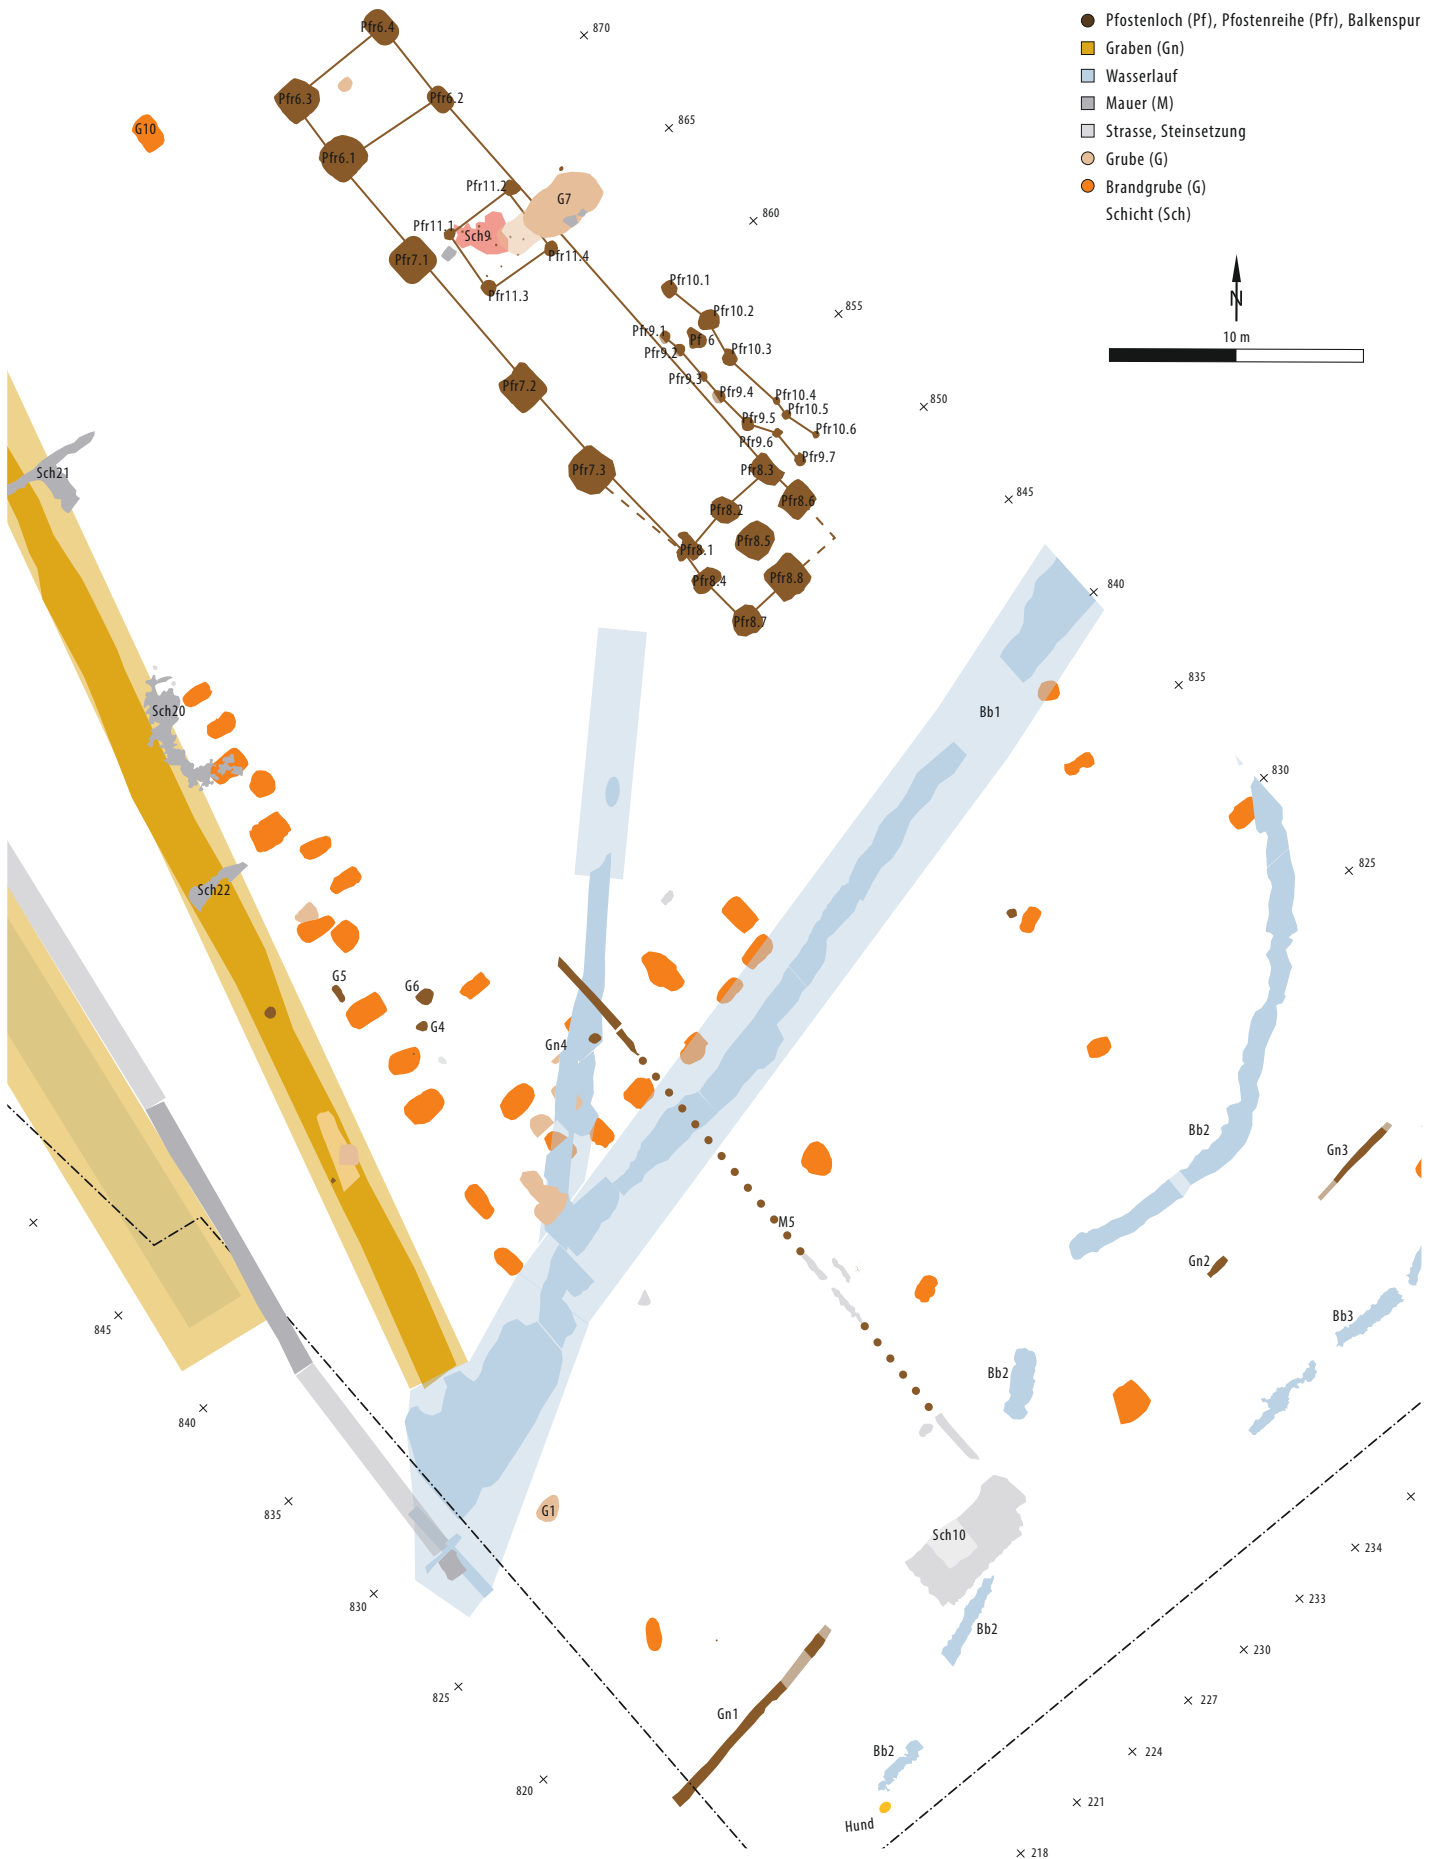 Pfostenloch (Pf), Pfostenreihe (Pfr), Balkenspur
Graben (Gn)
Wasserlauf
Mauer (M)
Strasse, Steinsetzung
Grube (G)
Brandgrube (G)
Schicht (Sch)
N
10 m
Pfr6.4
870
Pfr6.3
Pfr6.2
G10
865
Pfr6.1
Pfr11.2
G7
860
Pfr11.1
Sch9
Pfr7.1
Pfr11.4
Pfr10.1
Pfr11.3
Pfr10.2
855
Pfr9.1
Pf 6
Pfr9.2
Pfr10.3
Pfr9.3
Pfr7.2
Pfr9.4
Pfr10.4
850
Pfr10.5
Pfr9.5
Pfr10.6
Pfr9.6
Pfr9.7
Pfr7.3
Pfr8.3
Sch21
845
Pfr8.6
Pfr8.2
Pfr8.5
Pfr8.1
Pfr8.4
Pfr8.8
840
Pfr8.7
835
Sch20
Bb1
830
825
Sch22
G5
G6
G4
Gn4
Bb2
Gn3
M5
Gn2
845
Bb3
Bb2
840
835
G1
Sch10
234
830
233
Bb2
230
825
227
Gn1
Bb2
224
820
221
Hund
218